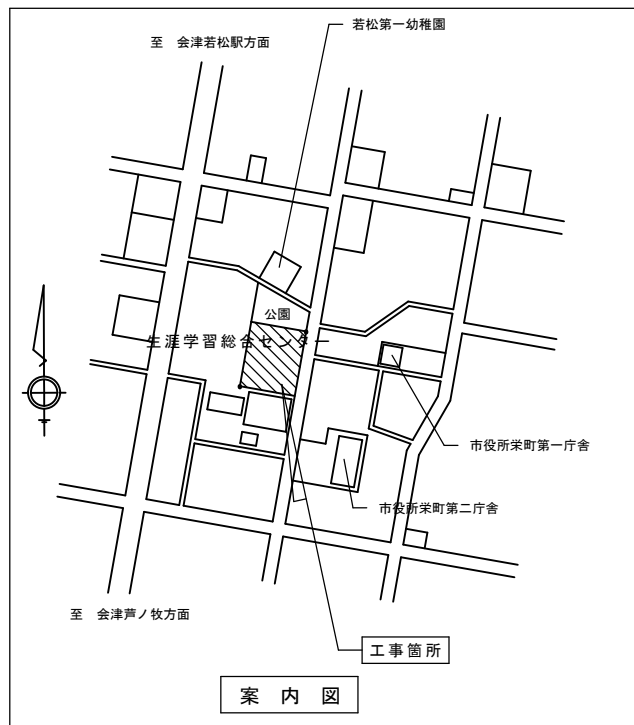 若松第一幼稚園
至　会津若松駅方面
公園
生涯学習総合センター
市役所栄町第一庁舎
市役所栄町第二庁舎
至　会津芦ノ牧方面
工事箇所
案 内 図